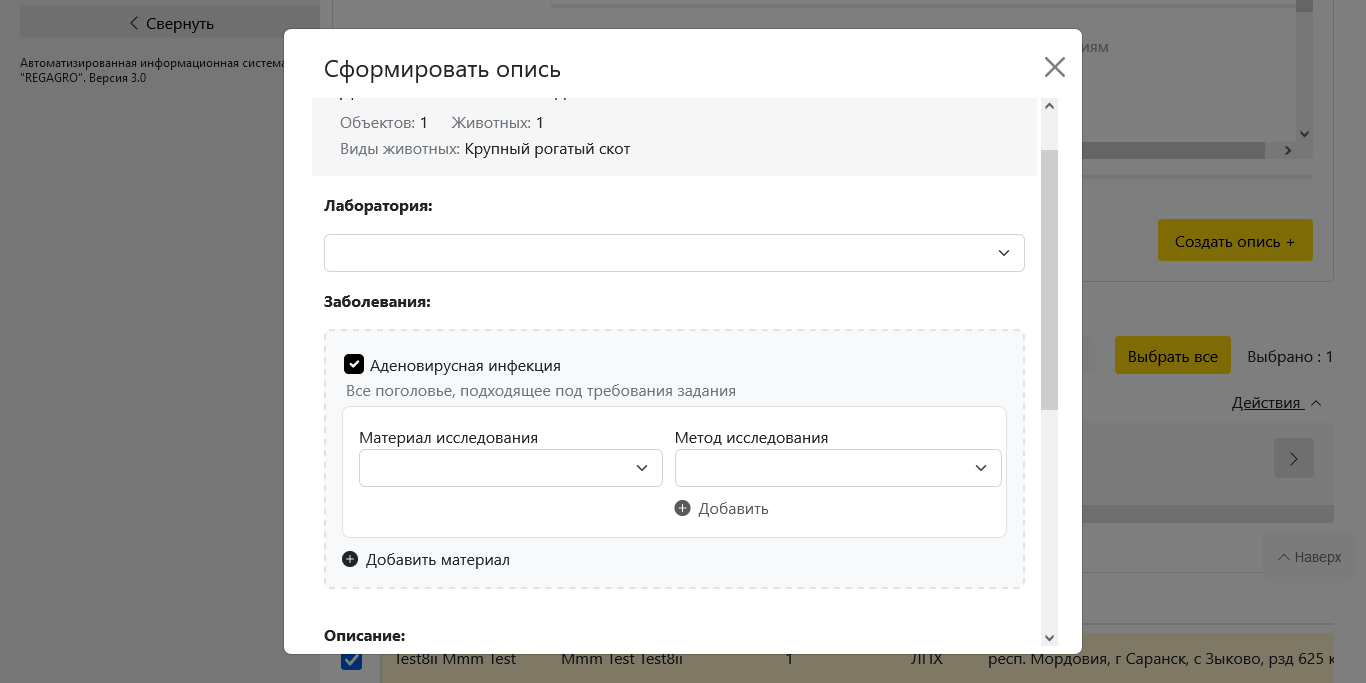 Свернуть
Автоматизированная информационная система
"REGAGRO". Версия 3.0
Сформировать опись
Объектов: 1 Животных: 1
Виды животных: Крупный рогатый скот
Лаборатория:
Заболевания:
Аденовирусная инфекция
Все поголовье, подходящее под требования задания
Материал исследования Метод исследования
Добавить
Добавить материал
Описание:
Создать опись +
Выбрать все Выбрано : 1
Действия
Наверх
Test8ii Mmm Test Mmm Test Test8ii 1 ЛПХ респ. Мордовия, г Саранск, с Зыково, рзд 625 к